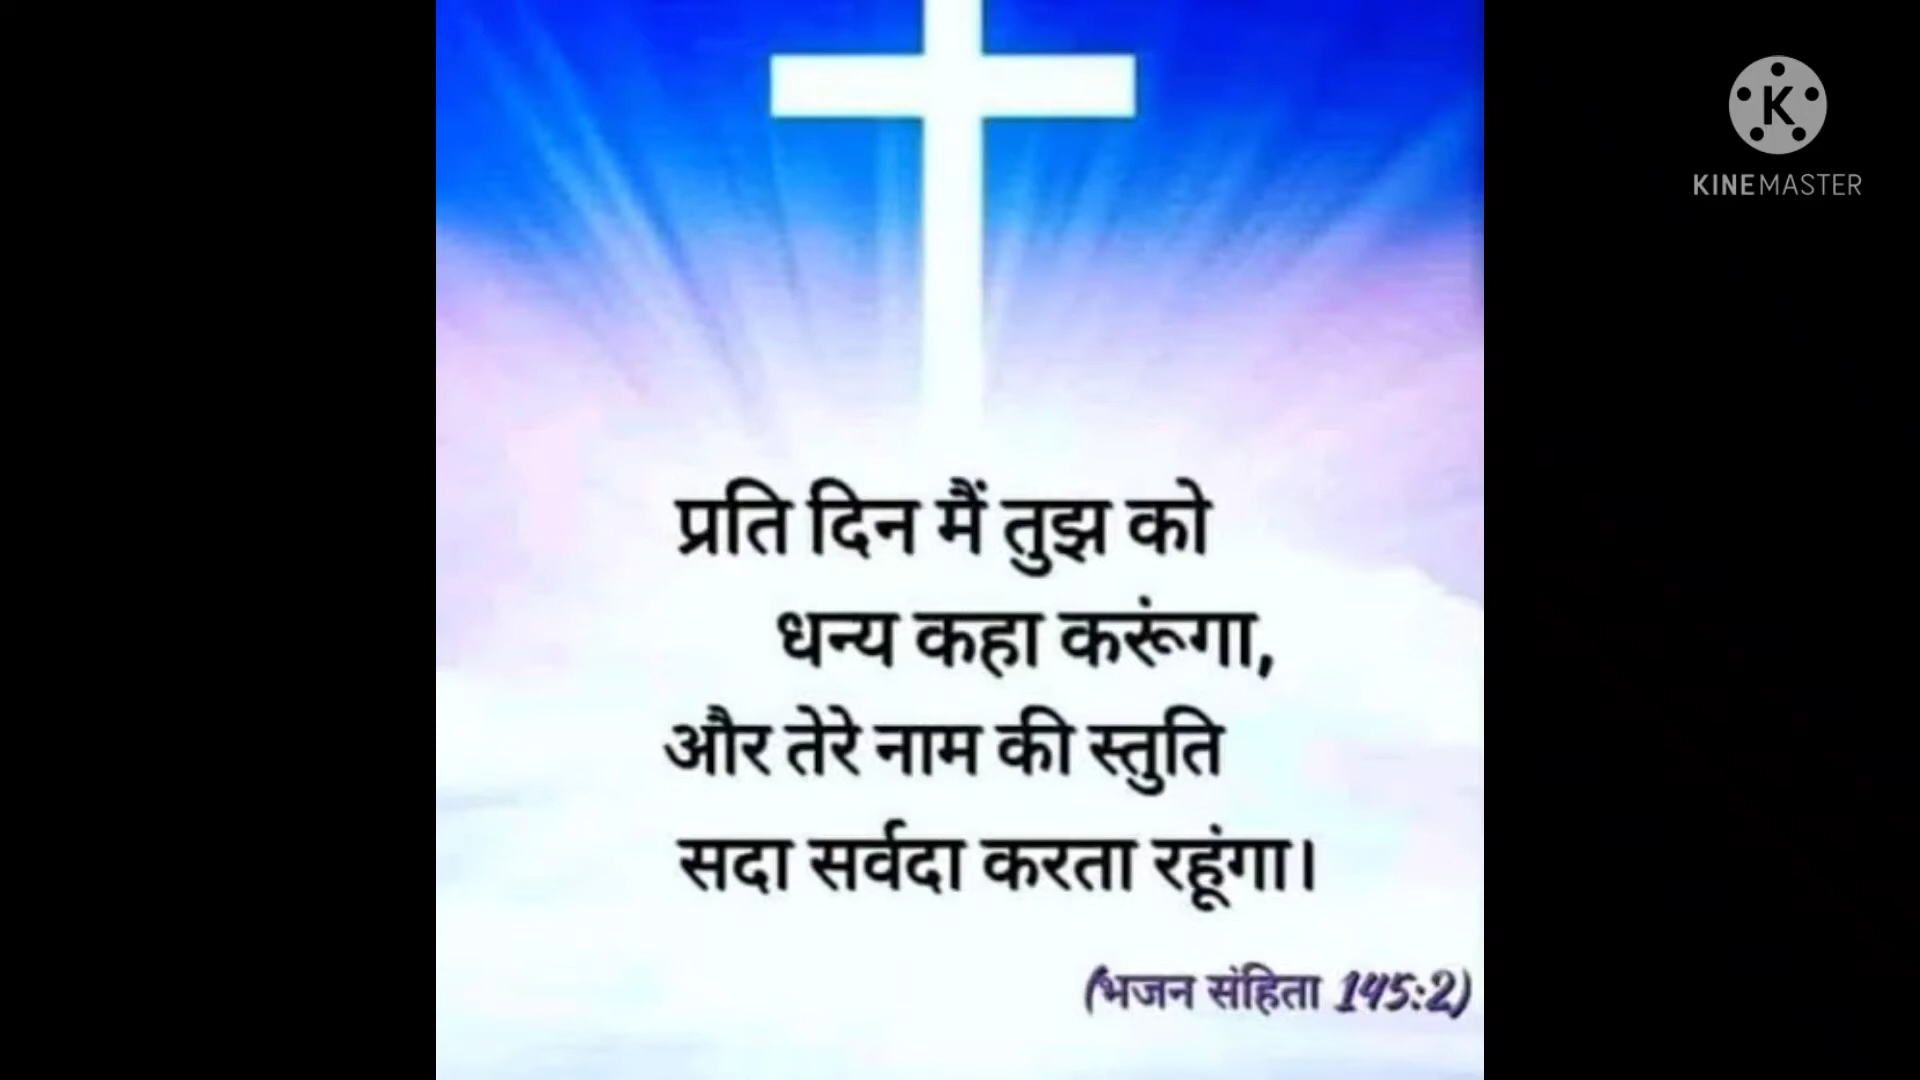 K
KINEMASTER
प्रति दिन मैं तुझ को
धन्य कहा करूंगा,
और तेरे नाम की स्तुति
सदा सर्वदा करता रहूंगा।
(भजन संहिता 145:2)